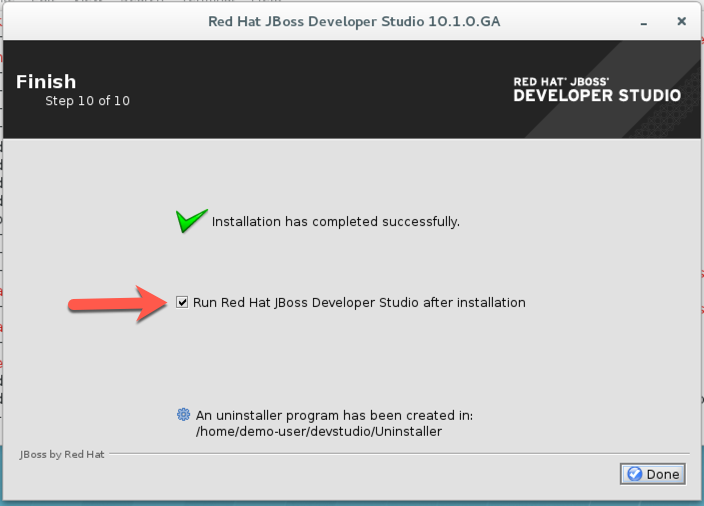 Red Hat JBoss Developer Studio 10.1.0.GA
Finish
Step 10 of 10
RED HAT® JBOSS®
DEVELOPER STUDIO
Installation has completed successfully.
Run Red Hat JBoss Developer Studio after installation
An uninstaller program has been created in:
/home/demo-user/devstudio/Uninstaller
JBoss by Red Hat
Done